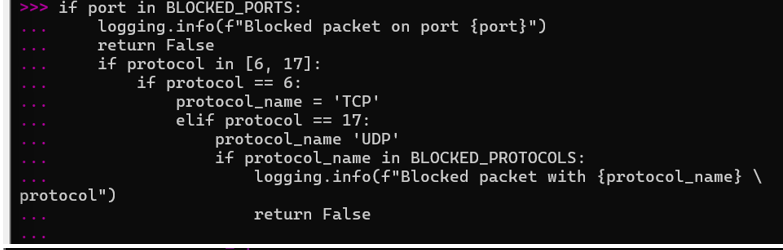 >>> if port in BLOCKED_PORTS:
...     logging.info(f"Blocked packet on port {port}")
...     return False
...     if protocol in [6, 17]:
...         if protocol == 6:
...             protocol_name = 'TCP'
...             elif protocol == 17:
...                 protocol_name 'UDP'
...                 if protocol_name in BLOCKED_PROTOCOLS:
...                     logging.info(f"Blocked packet with {protocol_name} \
protocol")
...                     return False
...